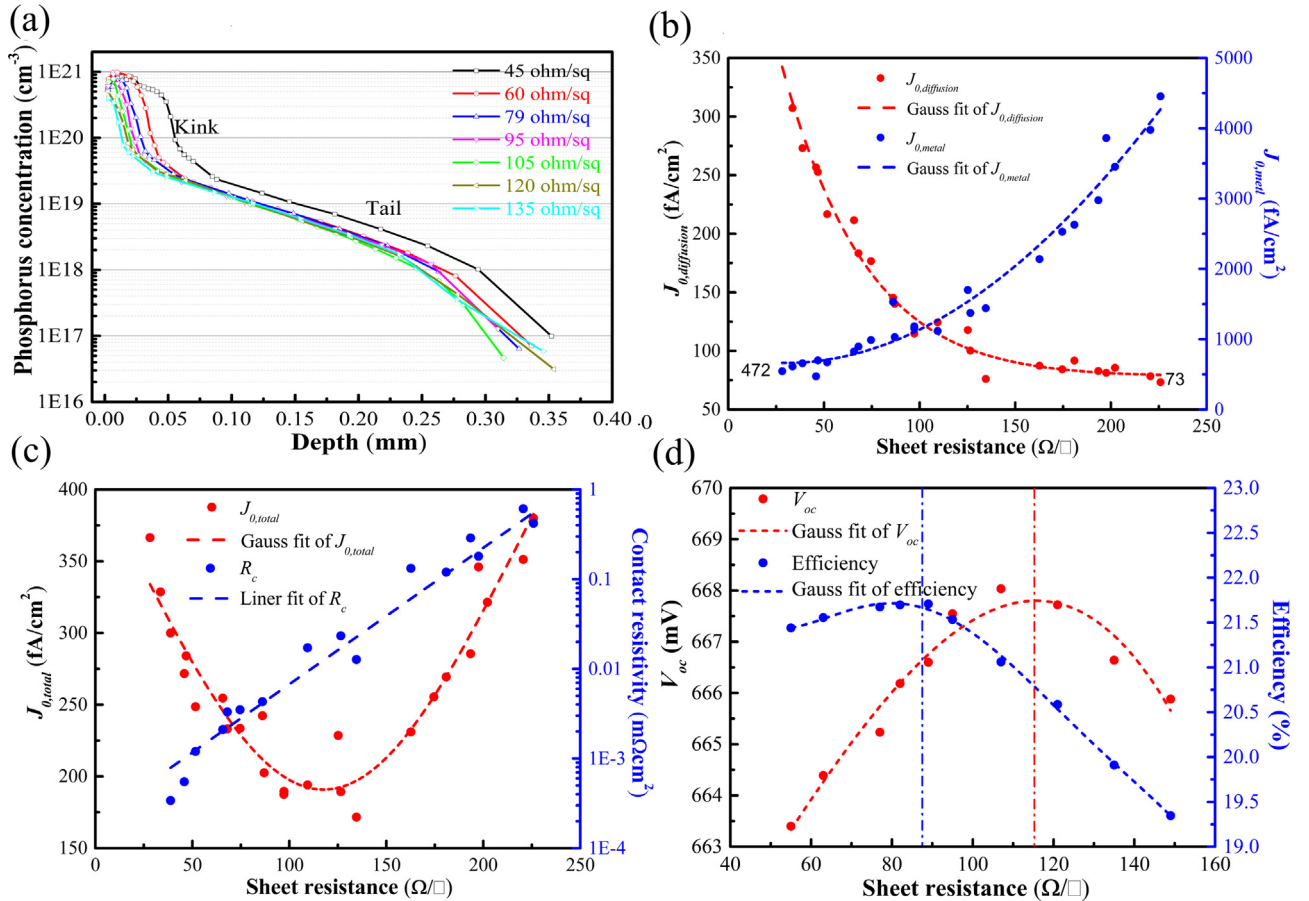 (a)
Phosphorus concentration (cm-3)
1E21
1E20
1E19
1E18
1E17
1E16
45 ohm/sq
60 ohm/sq
79 ohm/sq
95 ohm/sq
105 ohm/sq
120 ohm/sq
135 ohm/sq
Kink
Tail
0.00 0.05 0.10 0.15 0.20 0.25 0.30 0.35 0.40 .0
Depth (mm)
(b)
J0,diffusion (fA/cm2)
350
300
250
200
150
100
50
J0,diffusion
Gauss fit of J0,diffusion
J0,metal
Gauss fit of J0,metal
472
73
5000
4000
3000
2000
1000
0
J0,metl (fA/cm2)
0 50 100 150 200 250
Sheet resistance (Ω/□)
(c)
J0,total (fA/cm2)
400
350
300
250
200
150
J0,total
Gauss fit of J0,total
Rc
Liner fit of Rc
1
0.1
0.01
1E-3
1E-4
Contact resistivity (mΩcm2)
0 50 100 150 200 250
Sheet resistance (Ω/□)
(d)
Voc (mV)
670
669
668
667
666
665
664
663
Voc
Gauss fit of Voc
Efficiency
Gauss fit of efficiency
23.0
22.5
22.0
21.5
21.0
20.5
20.0
19.5
19.0
Efficiency (%)
40 60 80 100 120 140 160
Sheet resistance (Ω/□)